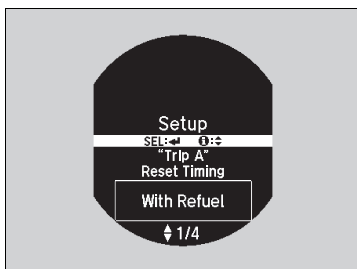 Setup
SEL:↵ ⓘ:⬍
"Trip A"
Reset Timing
With Refuel
⬍ 1/4